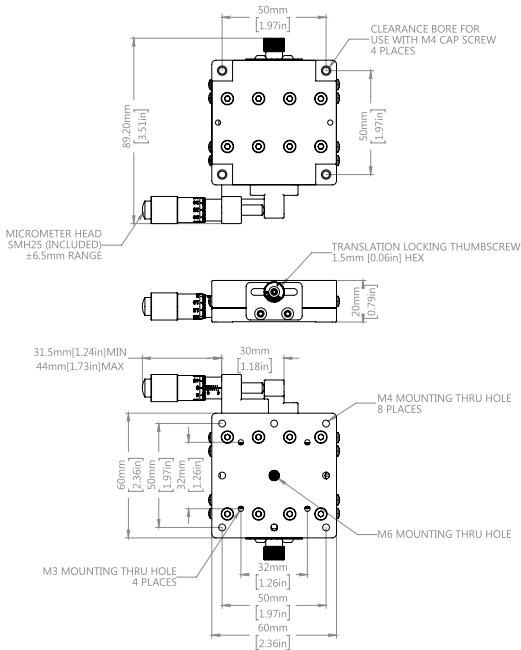 50mm
[1.97in]
CLEARANCE BORE FOR
USE WITH M4 CAP SCREW
4 PLACES
89.20mm
[3.51in]
50mm
[1.97in]
MICROMETER HEAD
SMH25 (INCLUDED)
±6.5mm RANGE
TRANSLATION LOCKING THUMBSCREW
1.5mm [0.06in] HEX
20mm
[0.79in]
31.5mm[1.24in]MIN
44mm[1.73in]MAX
30mm
[1.18in]
M4 MOUNTING THRU HOLE
8 PLACES
60mm
[2.36in]
50mm
[1.97in]
32mm
[1.26in]
M6 MOUNTING THRU HOLE
M3 MOUNTING THRU HOLE
4 PLACES
32mm
[1.26in]
50mm
[1.97in]
60mm
[2.36in]